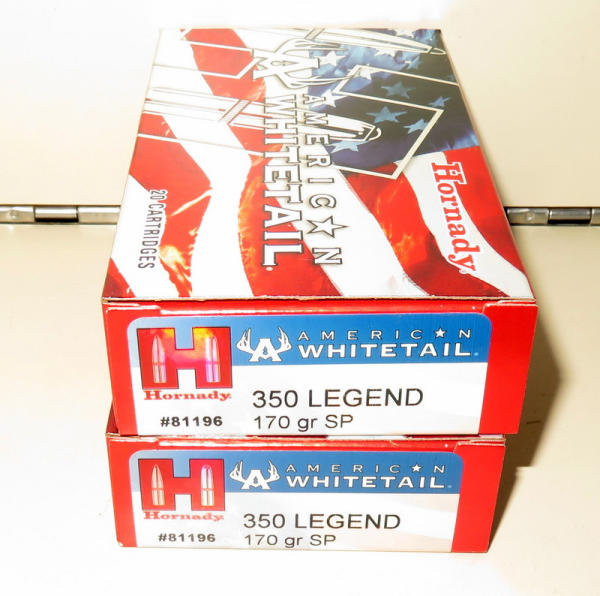 AMERICAN
WHITETAIL
Hornady
20 CARTRIDGES
AMERICAN
WHITETAIL
H
Hornady
350 LEGEND
#81196
170 gr SP
AMERICAN
WHITETAIL
H
Hornady
350 LEGEND
#81196
170 gr SP